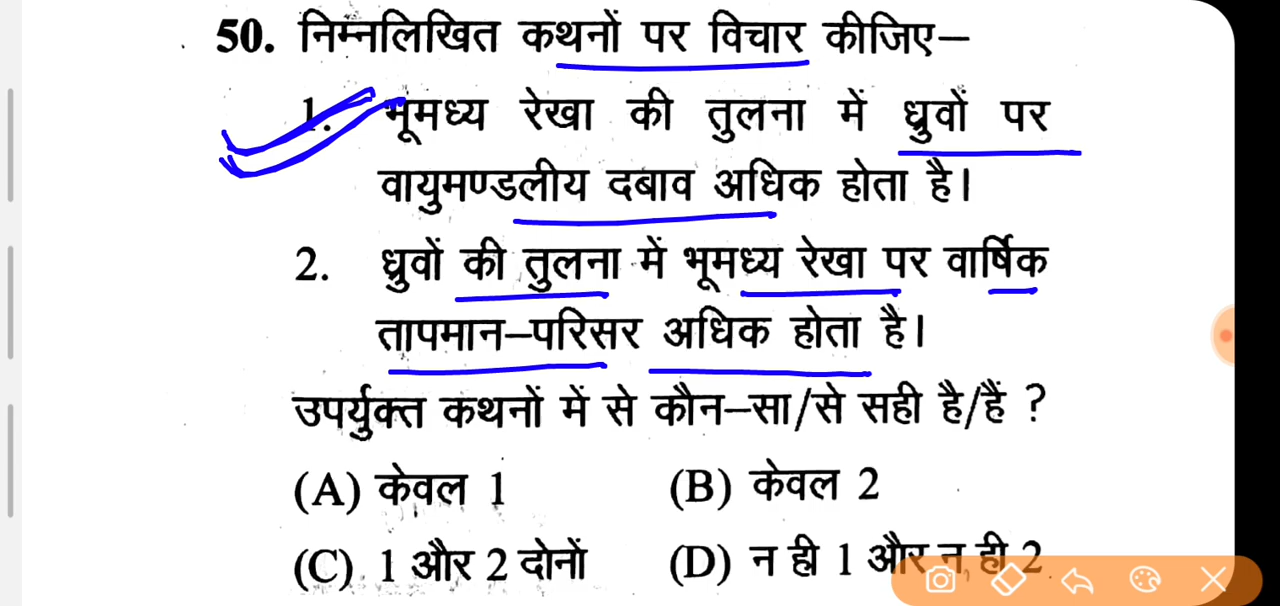 50. निम्नलिखित कथनों पर विचार कीजिए–
1. भूमध्य रेखा की तुलना में ध्रुवों पर
वायुमण्डलीय दबाव अधिक होता है।
2. ध्रुवों की तुलना में भूमध्य रेखा पर वार्षिक
तापमान–परिसर अधिक होता है।
उपर्युक्त कथनों में से कौन–सा/से सही है/हैं ?
(A) केवल 1 (B) केवल 2
(C) 1 और 2 दोनों (D) न ही 1 और न ही 2